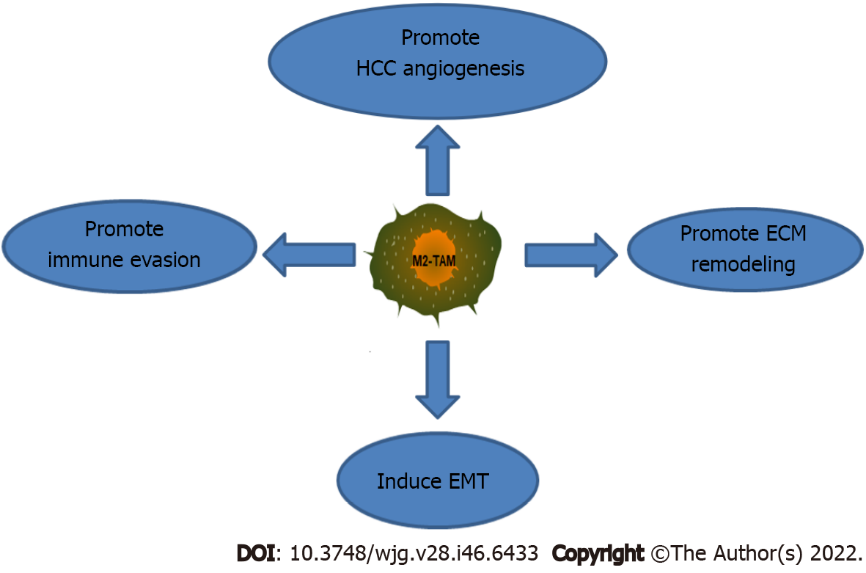 Promote
HCC angiogenesis
Promote
immune evasion
M2-TAM
Promote ECM
remodeling
Induce EMT
DOI: 10.3748/wjg.v28.i46.6433 Copyright ©The Author(s) 2022.